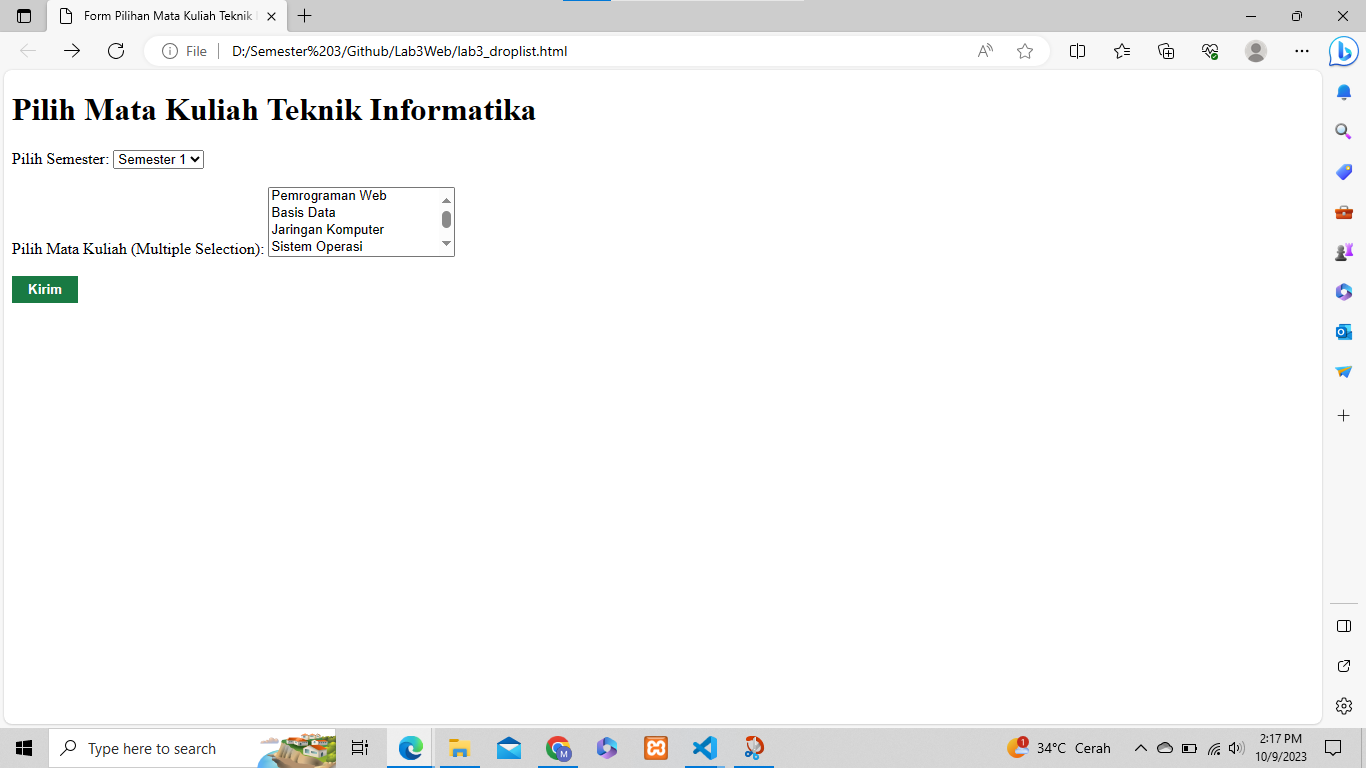 Form Pilihan Mata Kuliah Teknik I
File
D:/Semester%203/Github/Lab3Web/lab3_droplist.html
Pilih Mata Kuliah Teknik Informatika
Pilih Semester: Semester 1
Pemrograman Web
Basis Data
Jaringan Komputer
Sistem Operasi
Pilih Mata Kuliah (Multiple Selection):
Kirim
Type here to search
M
1
34°C Cerah
2:17 PM
10/9/2023